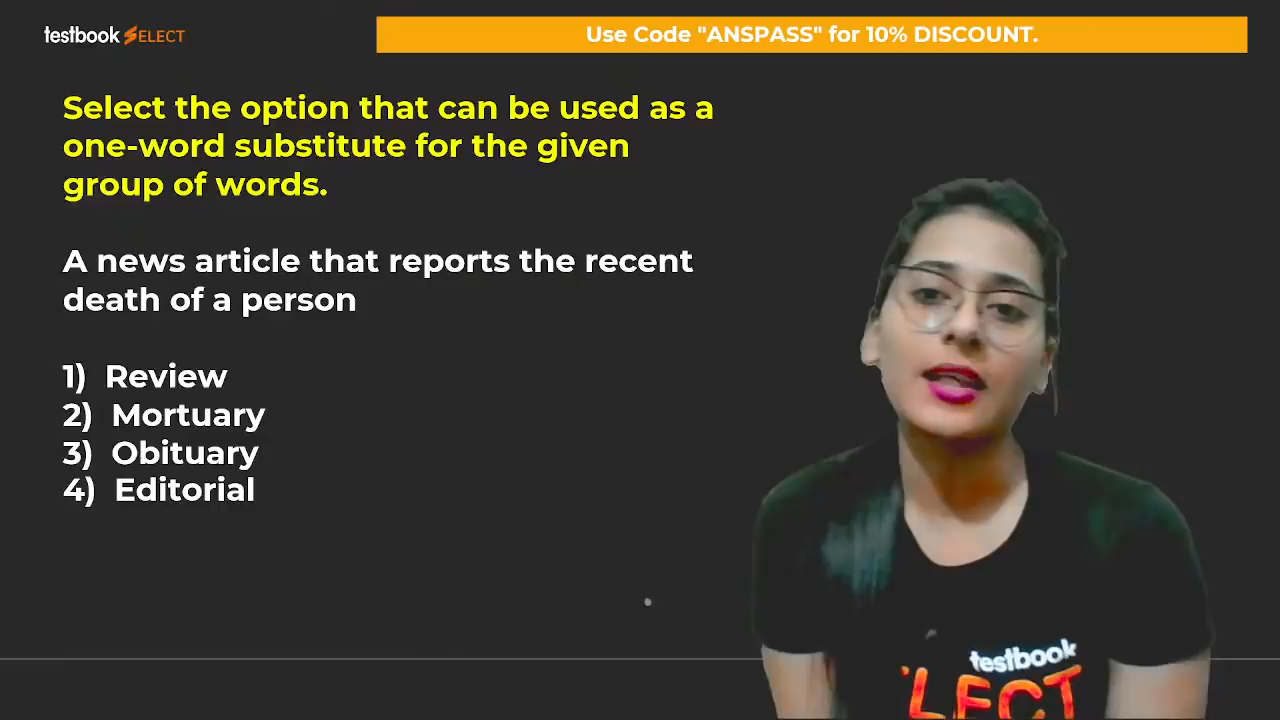 testbook SELECT
Use Code "ANSPASS" for 10% DISCOUNT.
Select the option that can be used as a
one-word substitute for the given
group of words.
A news article that reports the recent
death of a person
1) Review
2) Mortuary
3) Obituary
4) Editorial
testbook
LECT